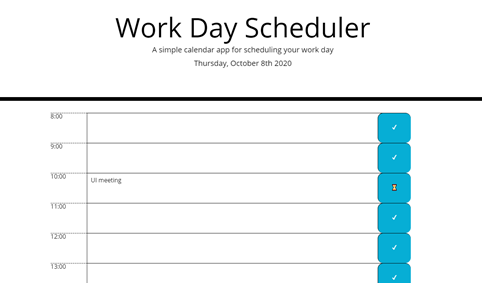 Work Day Scheduler
A simple calendar app for scheduling your work day
Thursday, October 8th 2020
8:00
9:00
10:00
UI meeting
11:00
12:00
13:00